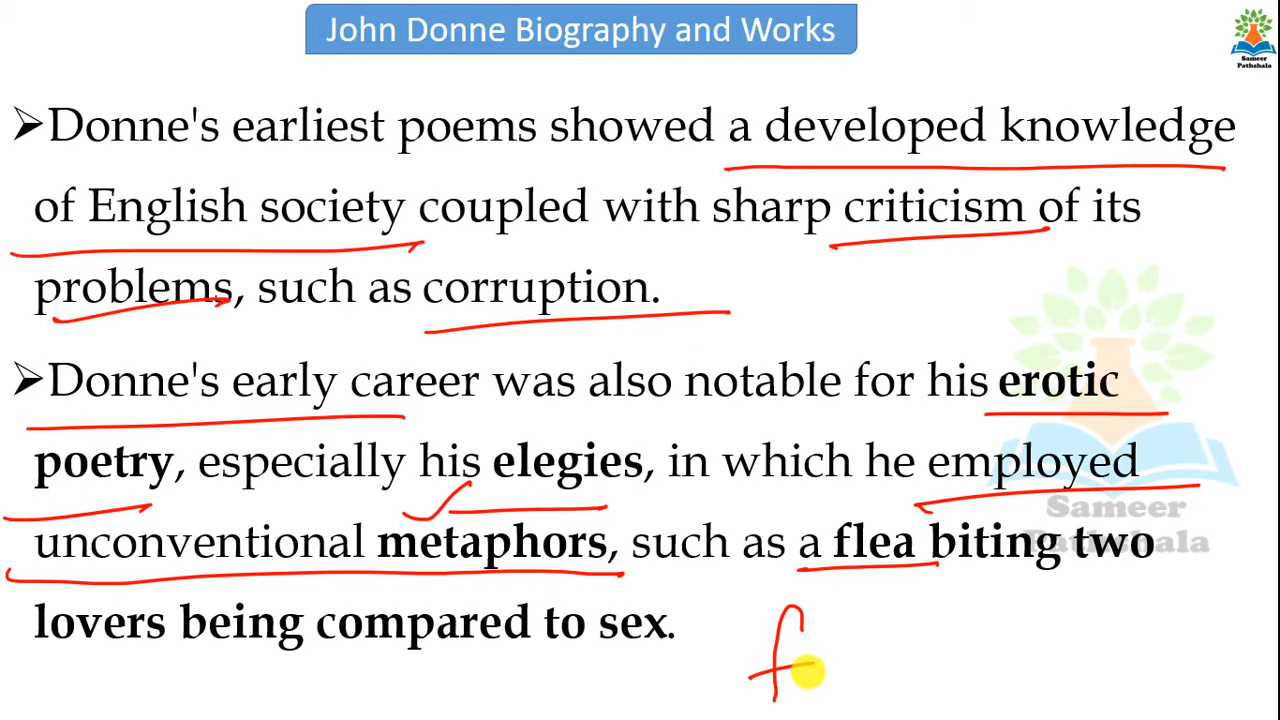 John Donne Biography and Works
Sameer
Pathshala
➢Donne's earliest poems showed a developed knowledge
of English society coupled with sharp criticism of its
problems, such as corruption.
➢Donne's early career was also notable for his erotic
poetry, especially his elegies, in which he employed
unconventional metaphors, such as a flea biting two
lovers being compared to sex.
Sameer
Pathshala
f